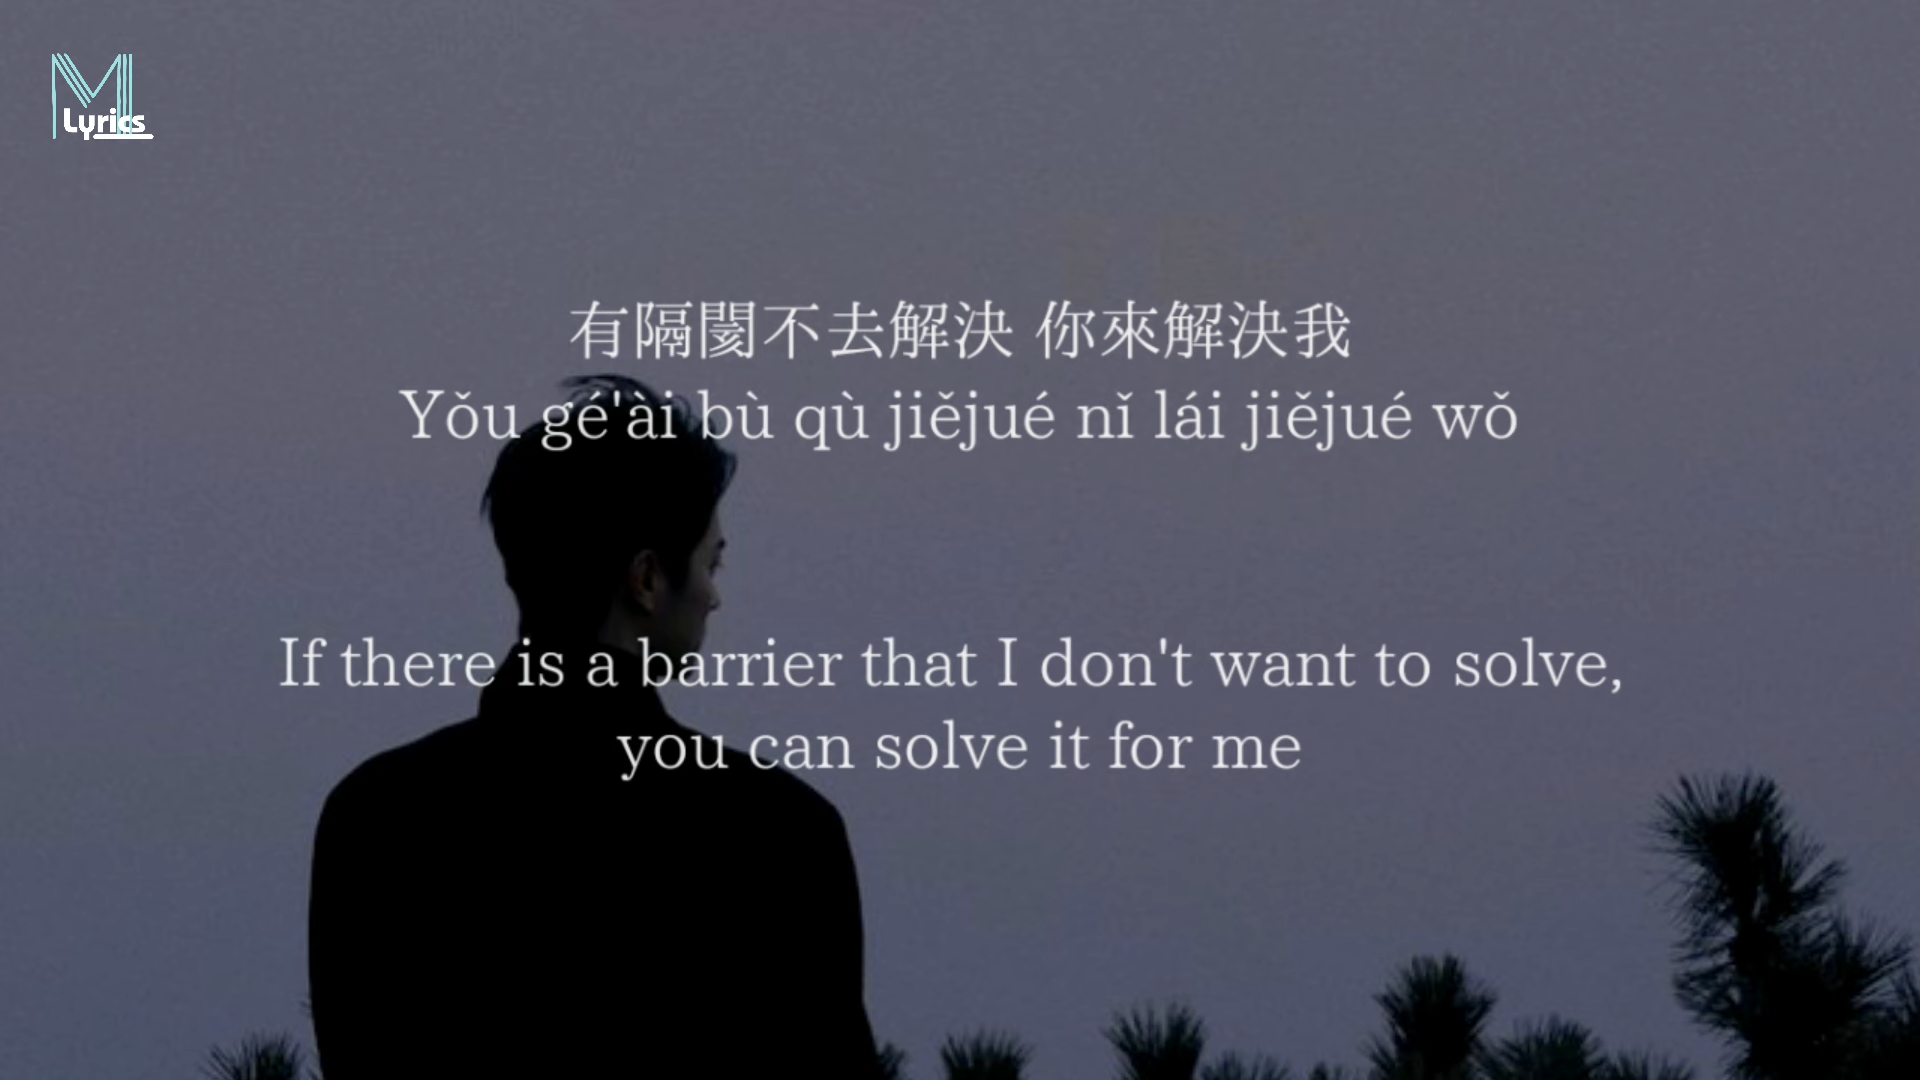 M
Lyrics
有隔閡不去解決 你來解決我
Yǒu gé'ài bù qù jiějué nǐ lái jiějué wǒ
If there is a barrier that I don't want to solve,
you can solve it for me